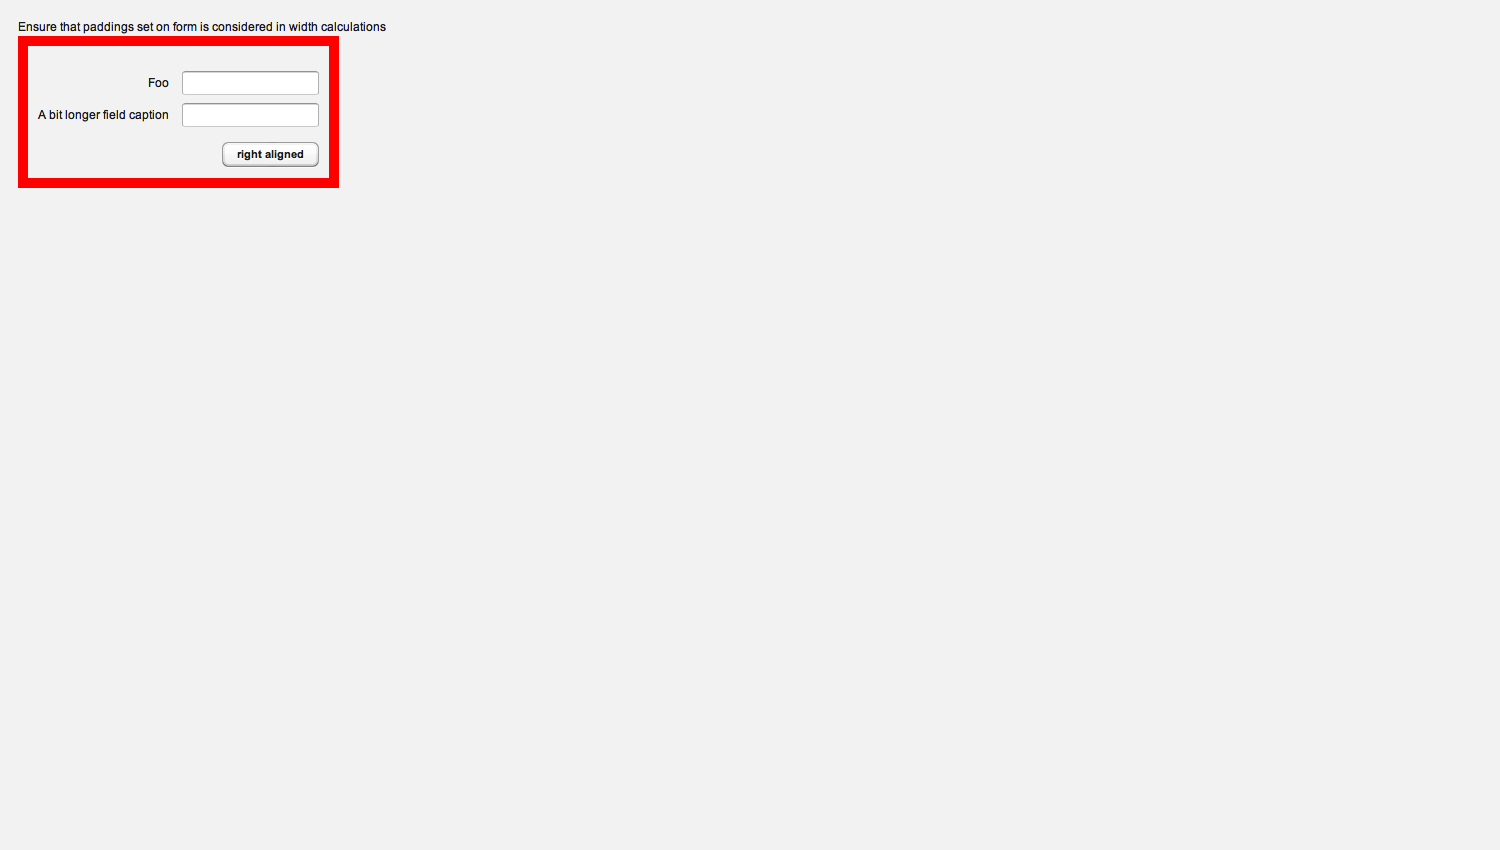 Ensure that paddings set on form is considered in width calculations
Foo
A bit longer field caption
right aligned